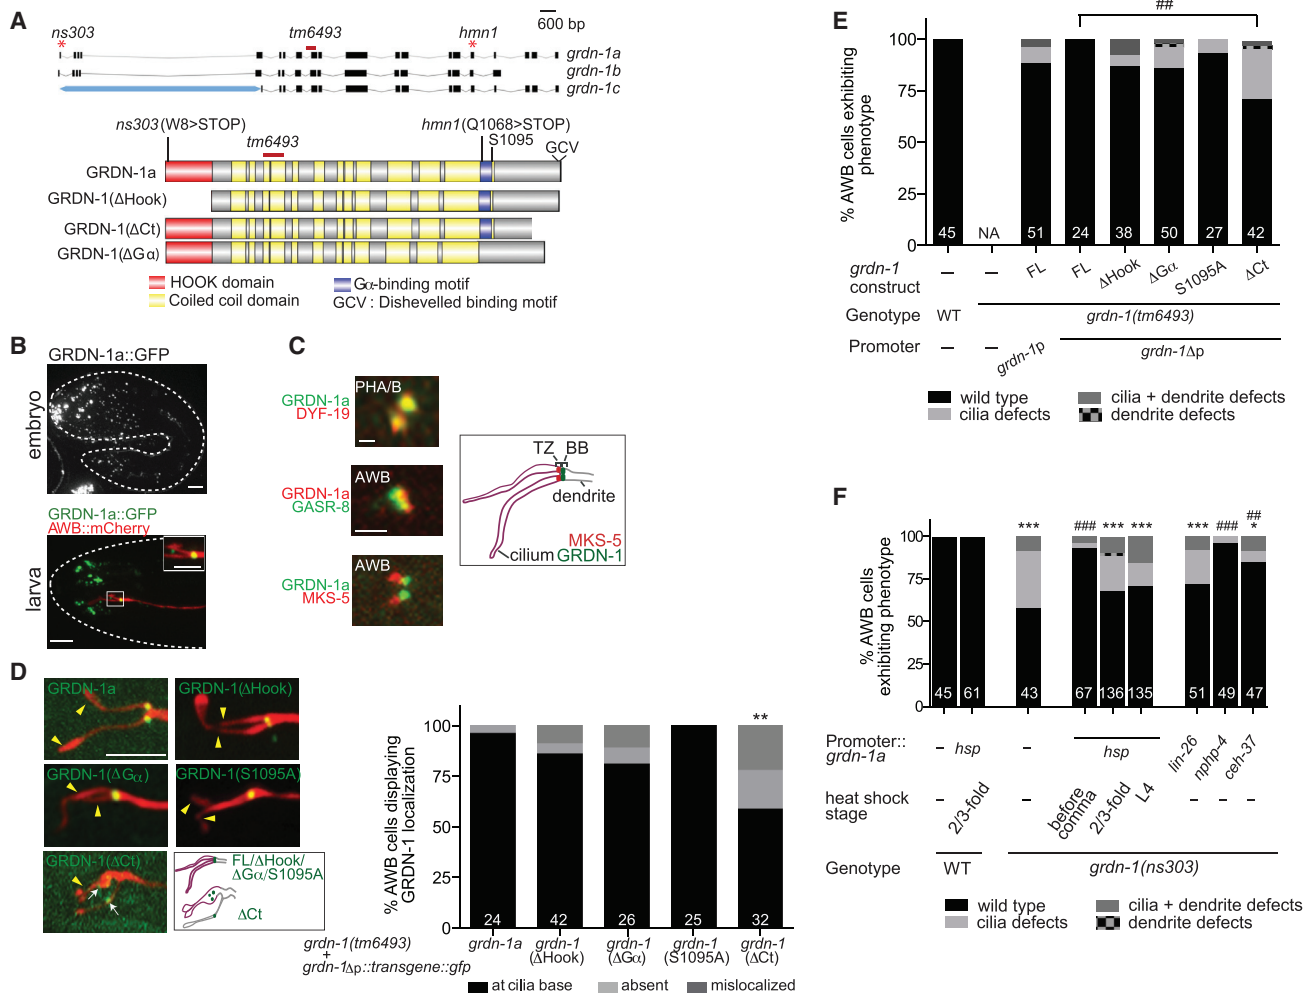 A
600 bp
ns303
tm6493
hmn1
*
*
grdn-1a
grdn-1b
grdn-1c
ns303(W8>STOP)
hmn1(Q1068>STOP)
tm6493
S1095
GCV
GRDN-1a
GRDN-1(ΔHook)
GRDN-1(ΔCt)
GRDN-1(ΔGα)
HOOK domain
Gα-binding motif
Coiled coil domain
GCV : Dishevelled binding motif
B
GRDN-1a::GFP
embryo
GRDN-1a::GFP
AWB::mCherry
larva
C
PHA/B
GRDN-1a
DYF-19
AWB
GRDN-1a
GASR-8
AWB
GRDN-1a
MKS-5
TZ BB
dendrite
MKS-5
cilium
GRDN-1
D
GRDN-1a
GRDN-1(ΔHook)
GRDN-1(ΔGα)
GRDN-1(S1095A)
GRDN-1(ΔCt)
FL/ΔHook/
ΔGα/S1095A
ΔCt
% AWB cells displaying
GRDN-1 localization
100
75
50
25
0
**
24 42 26 25 32
grdn-1(tm6493)
+
grdn-1Δp::transgene::gfp
grdn-1a
grdn-1
(ΔHook)
grdn-1
(ΔGα)
grdn-1
(S1095A)
grdn-1
(ΔCt)
at cilia base
absent
mislocalized
E
##
% AWB cells exhibiting
phenotype
100
75
50
25
0
45 NA 51 24 38 50 27 42
grdn-1
construct
– – FL FL ΔHook ΔGα S1095A ΔCt
Genotype WT grdn-1(tm6493)
Promoter – – grdn-1p grdn-1Δp
wild type
cilia + dendrite defects
cilia defects
dendrite defects
F
##
*** ### *** *** *** ### *
% AWB cells
exhibiting phenotype
100
75
50
25
0
45 61 43 67 136 135 51 49 47
Promoter::
grdn-1a
– hsp – hsp lin-26 nphp-4 ceh-37
heat shock
stage
– 2/3-fold – before
comma 2/3-fold L4 – – –
Genotype WT grdn-1(ns303)
wild type
cilia + dendrite defects
cilia defects
dendrite defects